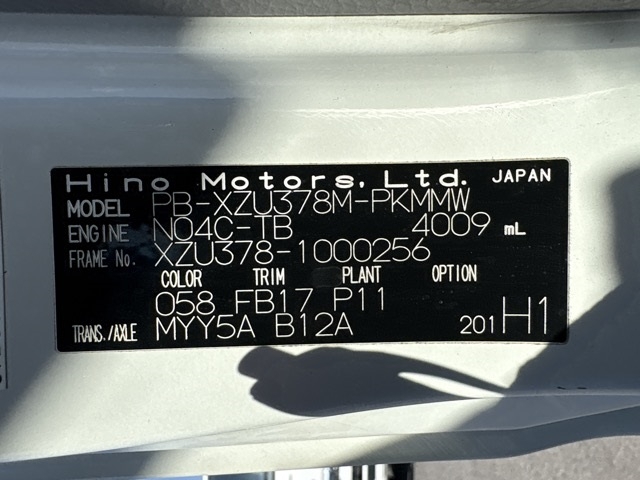 Hino Motors, Ltd. JAPAN
MODEL PB-XZU378M-PKMMW
ENGINE N04C-TB 4009 mL
FRAME No. XZU378-1000256
COLOR TRIM PLANT OPTION
058 FB17 P11
TRANS./AXLE MYY5A B12A 201 H1